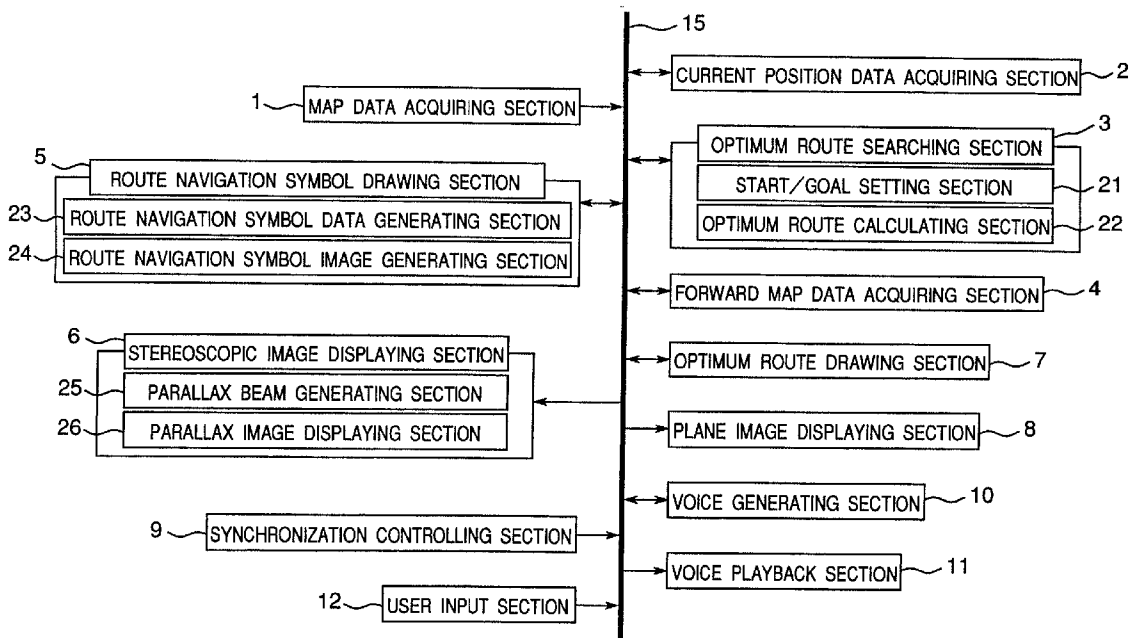 15
CURRENT POSITION DATA ACQUIRING SECTION 2
1 MAP DATA ACQUIRING SECTION
3
OPTIMUM ROUTE SEARCHING SECTION
START/GOAL SETTING SECTION 21
OPTIMUM ROUTE CALCULATING SECTION 22
5
ROUTE NAVIGATION SYMBOL DRAWING SECTION
23 ROUTE NAVIGATION SYMBOL DATA GENERATING SECTION
24 ROUTE NAVIGATION SYMBOL IMAGE GENERATING SECTION
FORWARD MAP DATA ACQUIRING SECTION 4
6
STEREOSCOPIC IMAGE DISPLAYING SECTION
25 PARALLAX BEAM GENERATING SECTION
26 PARALLAX IMAGE DISPLAYING SECTION
OPTIMUM ROUTE DRAWING SECTION 7
PLANE IMAGE DISPLAYING SECTION 8
VOICE GENERATING SECTION 10
9 SYNCHRONIZATION CONTROLLING SECTION
VOICE PLAYBACK SECTION 11
12 USER INPUT SECTION